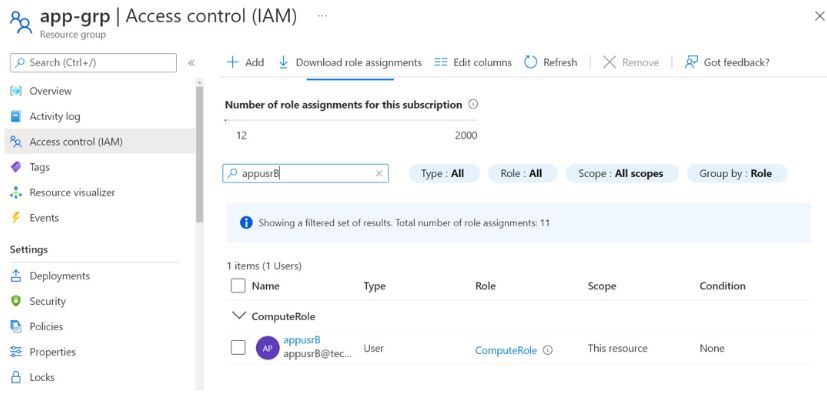 app-grp | Access control (IAM) ...
Resource group
Search (Ctrl+/)
Overview
Activity log
Access control (IAM)
Tags
Resource visualizer
Events
Settings
Deployments
Security
Policies
Properties
Locks
Add Download role assignments Edit columns Refresh Remove Got feedback?
Number of role assignments for this subscription
12 2000
appusrB Type : All Role : All Scope : All scopes Group by : Role
Showing a filtered set of results. Total number of role assignments: 11
1 items (1 Users)
Name Type Role Scope Condition
ComputeRole
AP appusrB User ComputeRole This resource None
appusrB@tec...